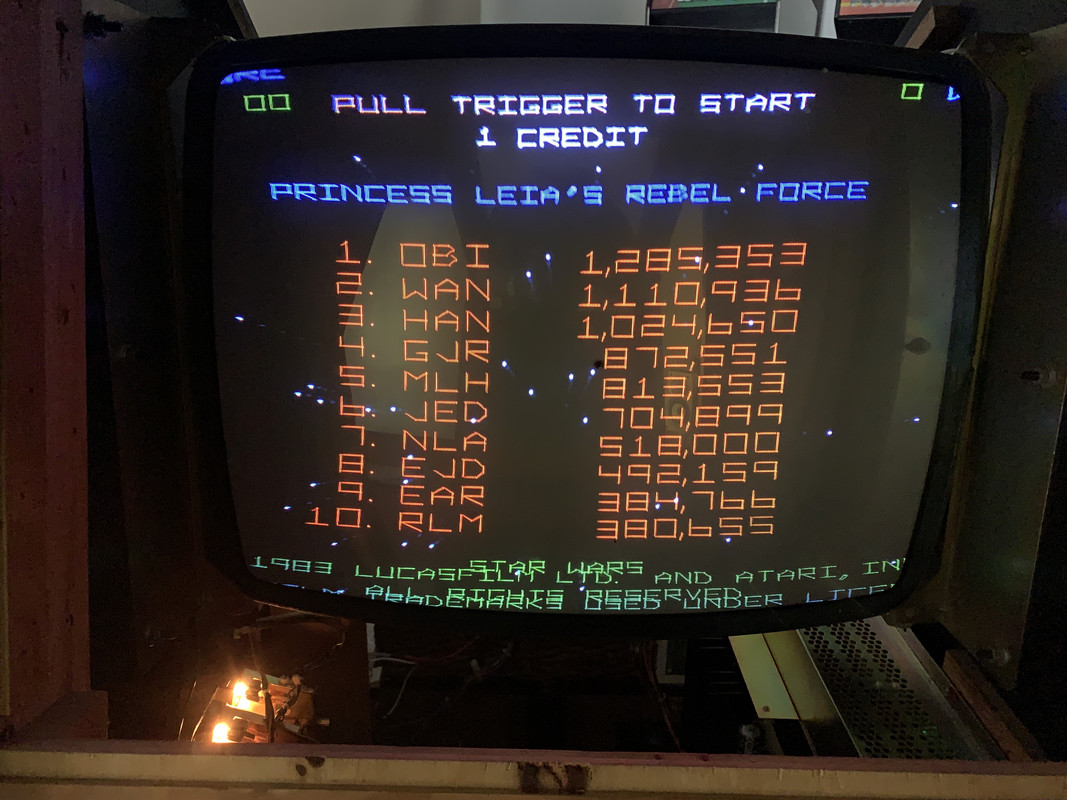 00 PULL TRIGGER TO START 0
1 CREDIT
PRINCESS LEIA'S REBEL FORCE
1. OBI 1,285,353
2. WAN 1,110,936
3. HAN 1,024,650
4. GJR 872,551
5. MLH 813,553
6. JED 704,899
7. NLA 518,000
8. EJD 492,159
9. EAR 384,766
10. RLM 380,655
STAR WARS
1983 LUCASFILM LTD. AND ATARI, IN
ALL RIGHTS RESERVED
TRADEMARKS USED UNDER LICE